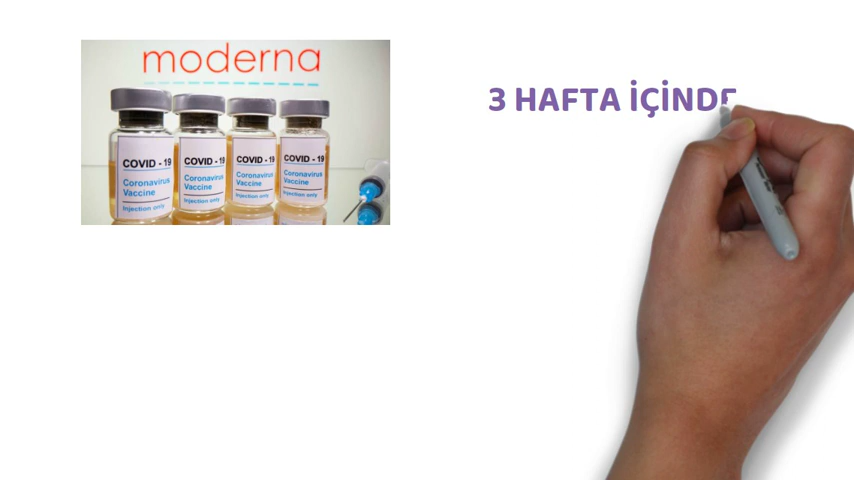 moderna
3 HAFTA İÇİNDE
COVID - 19 COVID - 19 COVID - 19 COVID - 19
Coronavirus Coronavirus Coronavirus Coronavirus
Vaccine Vaccine Vaccine Vaccine
Injection only Injection only Injection only Injection only